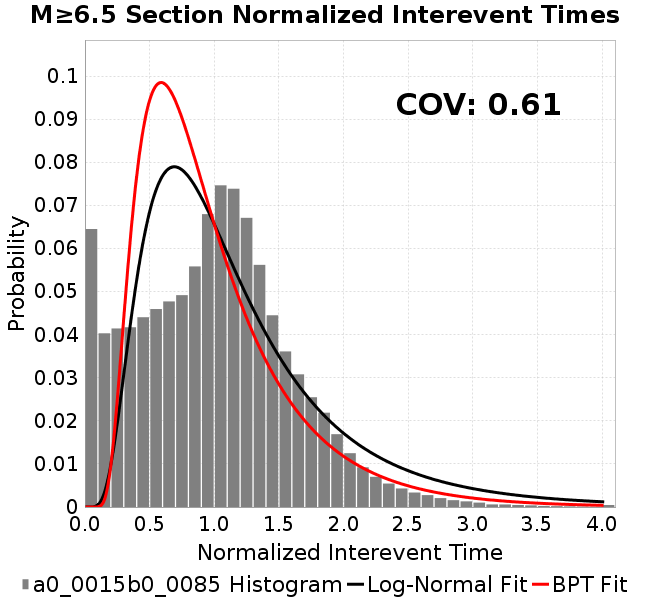 M≥6.5 Section Normalized Interevent Times
COV: 0.61
Probability
0.1
0.09
0.08
0.07
0.06
0.05
0.04
0.03
0.02
0.01
0
0.0 0.5 1.0 1.5 2.0 2.5 3.0 3.5 4.0
Normalized Interevent Time
a0_0015b0_0085 Histogram Log-Normal Fit BPT Fit